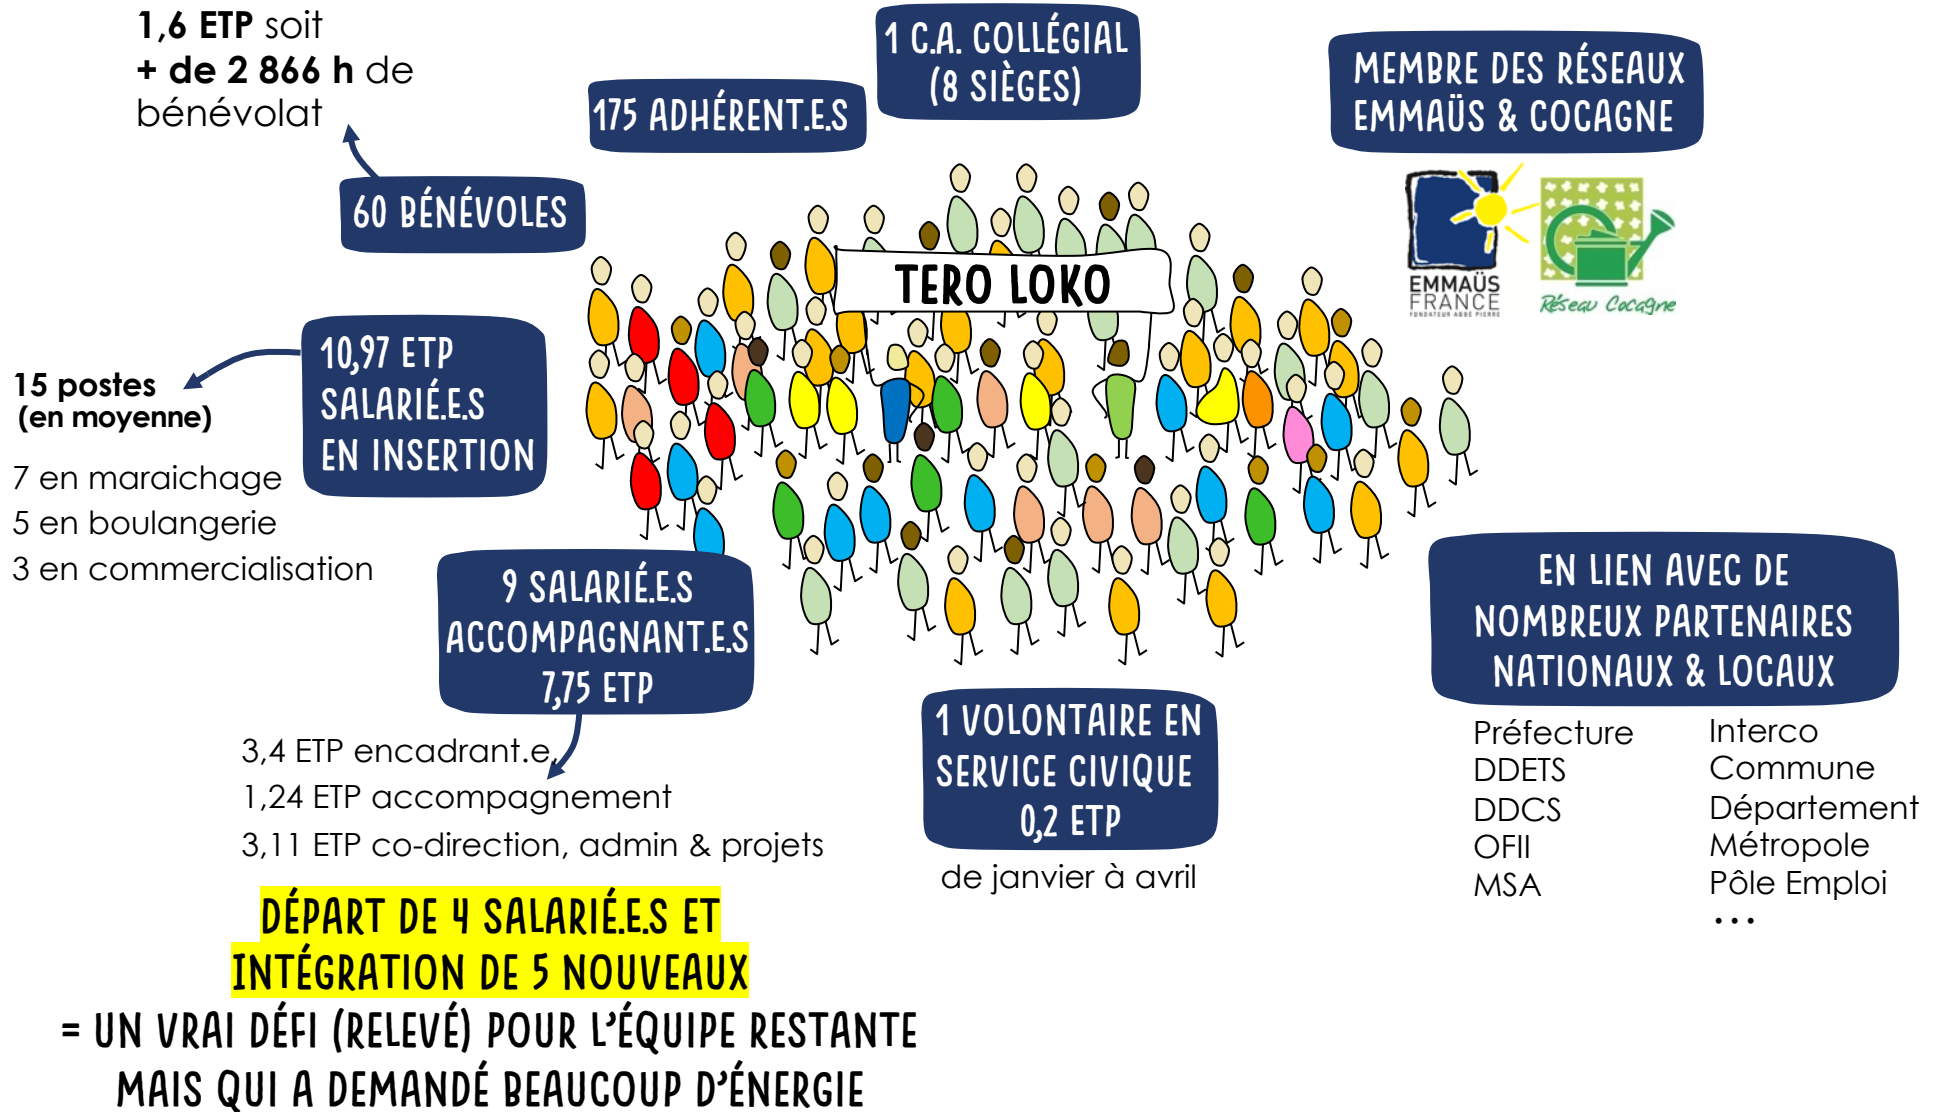 1,6 ETP soit
+ de 2 866 h de
bénévolat
60 BÉNÉVOLES
175 ADHÉRENT.E.S
1 C.A. COLLÉGIAL
(8 SIÈGES)
MEMBRE DES RÉSEAUX
EMMAÜS & COCAGNE
EMMAÜS
FRANCE
FONDATEUR ABBÉ PIERRE
Réseau Cocagne
TERO LOKO
10,97 ETP
SALARIÉ.E.S
EN INSERTION
15 postes
(en moyenne)
7 en maraichage
5 en boulangerie
3 en commercialisation
9 SALARIÉ.E.S
ACCOMPAGNANT.E.S
7,75 ETP
3,4 ETP encadrant.e,
1,24 ETP accompagnement
3,11 ETP co-direction, admin & projets
1 VOLONTAIRE EN
SERVICE CIVIQUE
0,2 ETP
de janvier à avril
EN LIEN AVEC DE
NOMBREUX PARTENAIRES
NATIONAUX & LOCAUX
Préfecture
DDETS
DDCS
OFII
MSA
Interco
Commune
Département
Métropole
Pôle Emploi
...
DÉPART DE 4 SALARIÉ.E.S ET
INTÉGRATION DE 5 NOUVEAUX
= UN VRAI DÉFI (RELEVÉ) POUR L'ÉQUIPE RESTANTE
MAIS QUI A DEMANDÉ BEAUCOUP D'ÉNERGIE